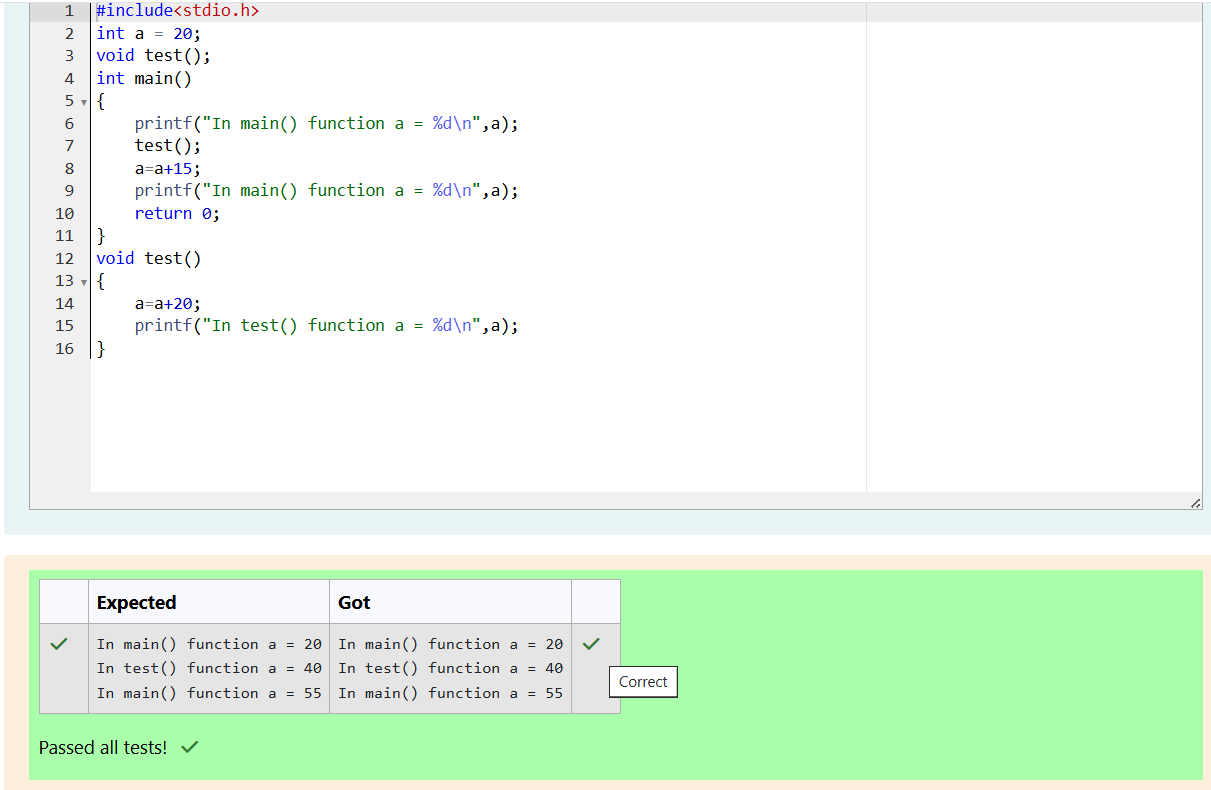 1 #include<stdio.h>
2 int a = 20;
3 void test();
4 int main()
5 {
6     printf("In main() function a = %d\n",a);
7     test();
8     a=a+15;
9     printf("In main() function a = %d\n",a);
10     return 0;
11 }
12 void test()
13 {
14     a=a+20;
15     printf("In test() function a = %d\n",a);
16 }
Expected Got
In main() function a = 20 In main() function a = 20
In test() function a = 40 In test() function a = 40
In main() function a = 55 In main() function a = 55
Correct
Passed all tests!